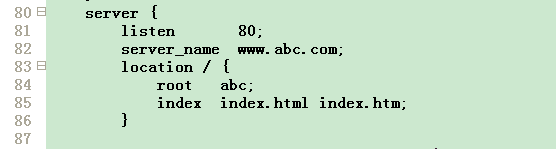 80 server {
81 listen 80;
82 server_name www.abc.com;
83 location / {
84 root abc;
85 index index.html index.htm;
86 }
87